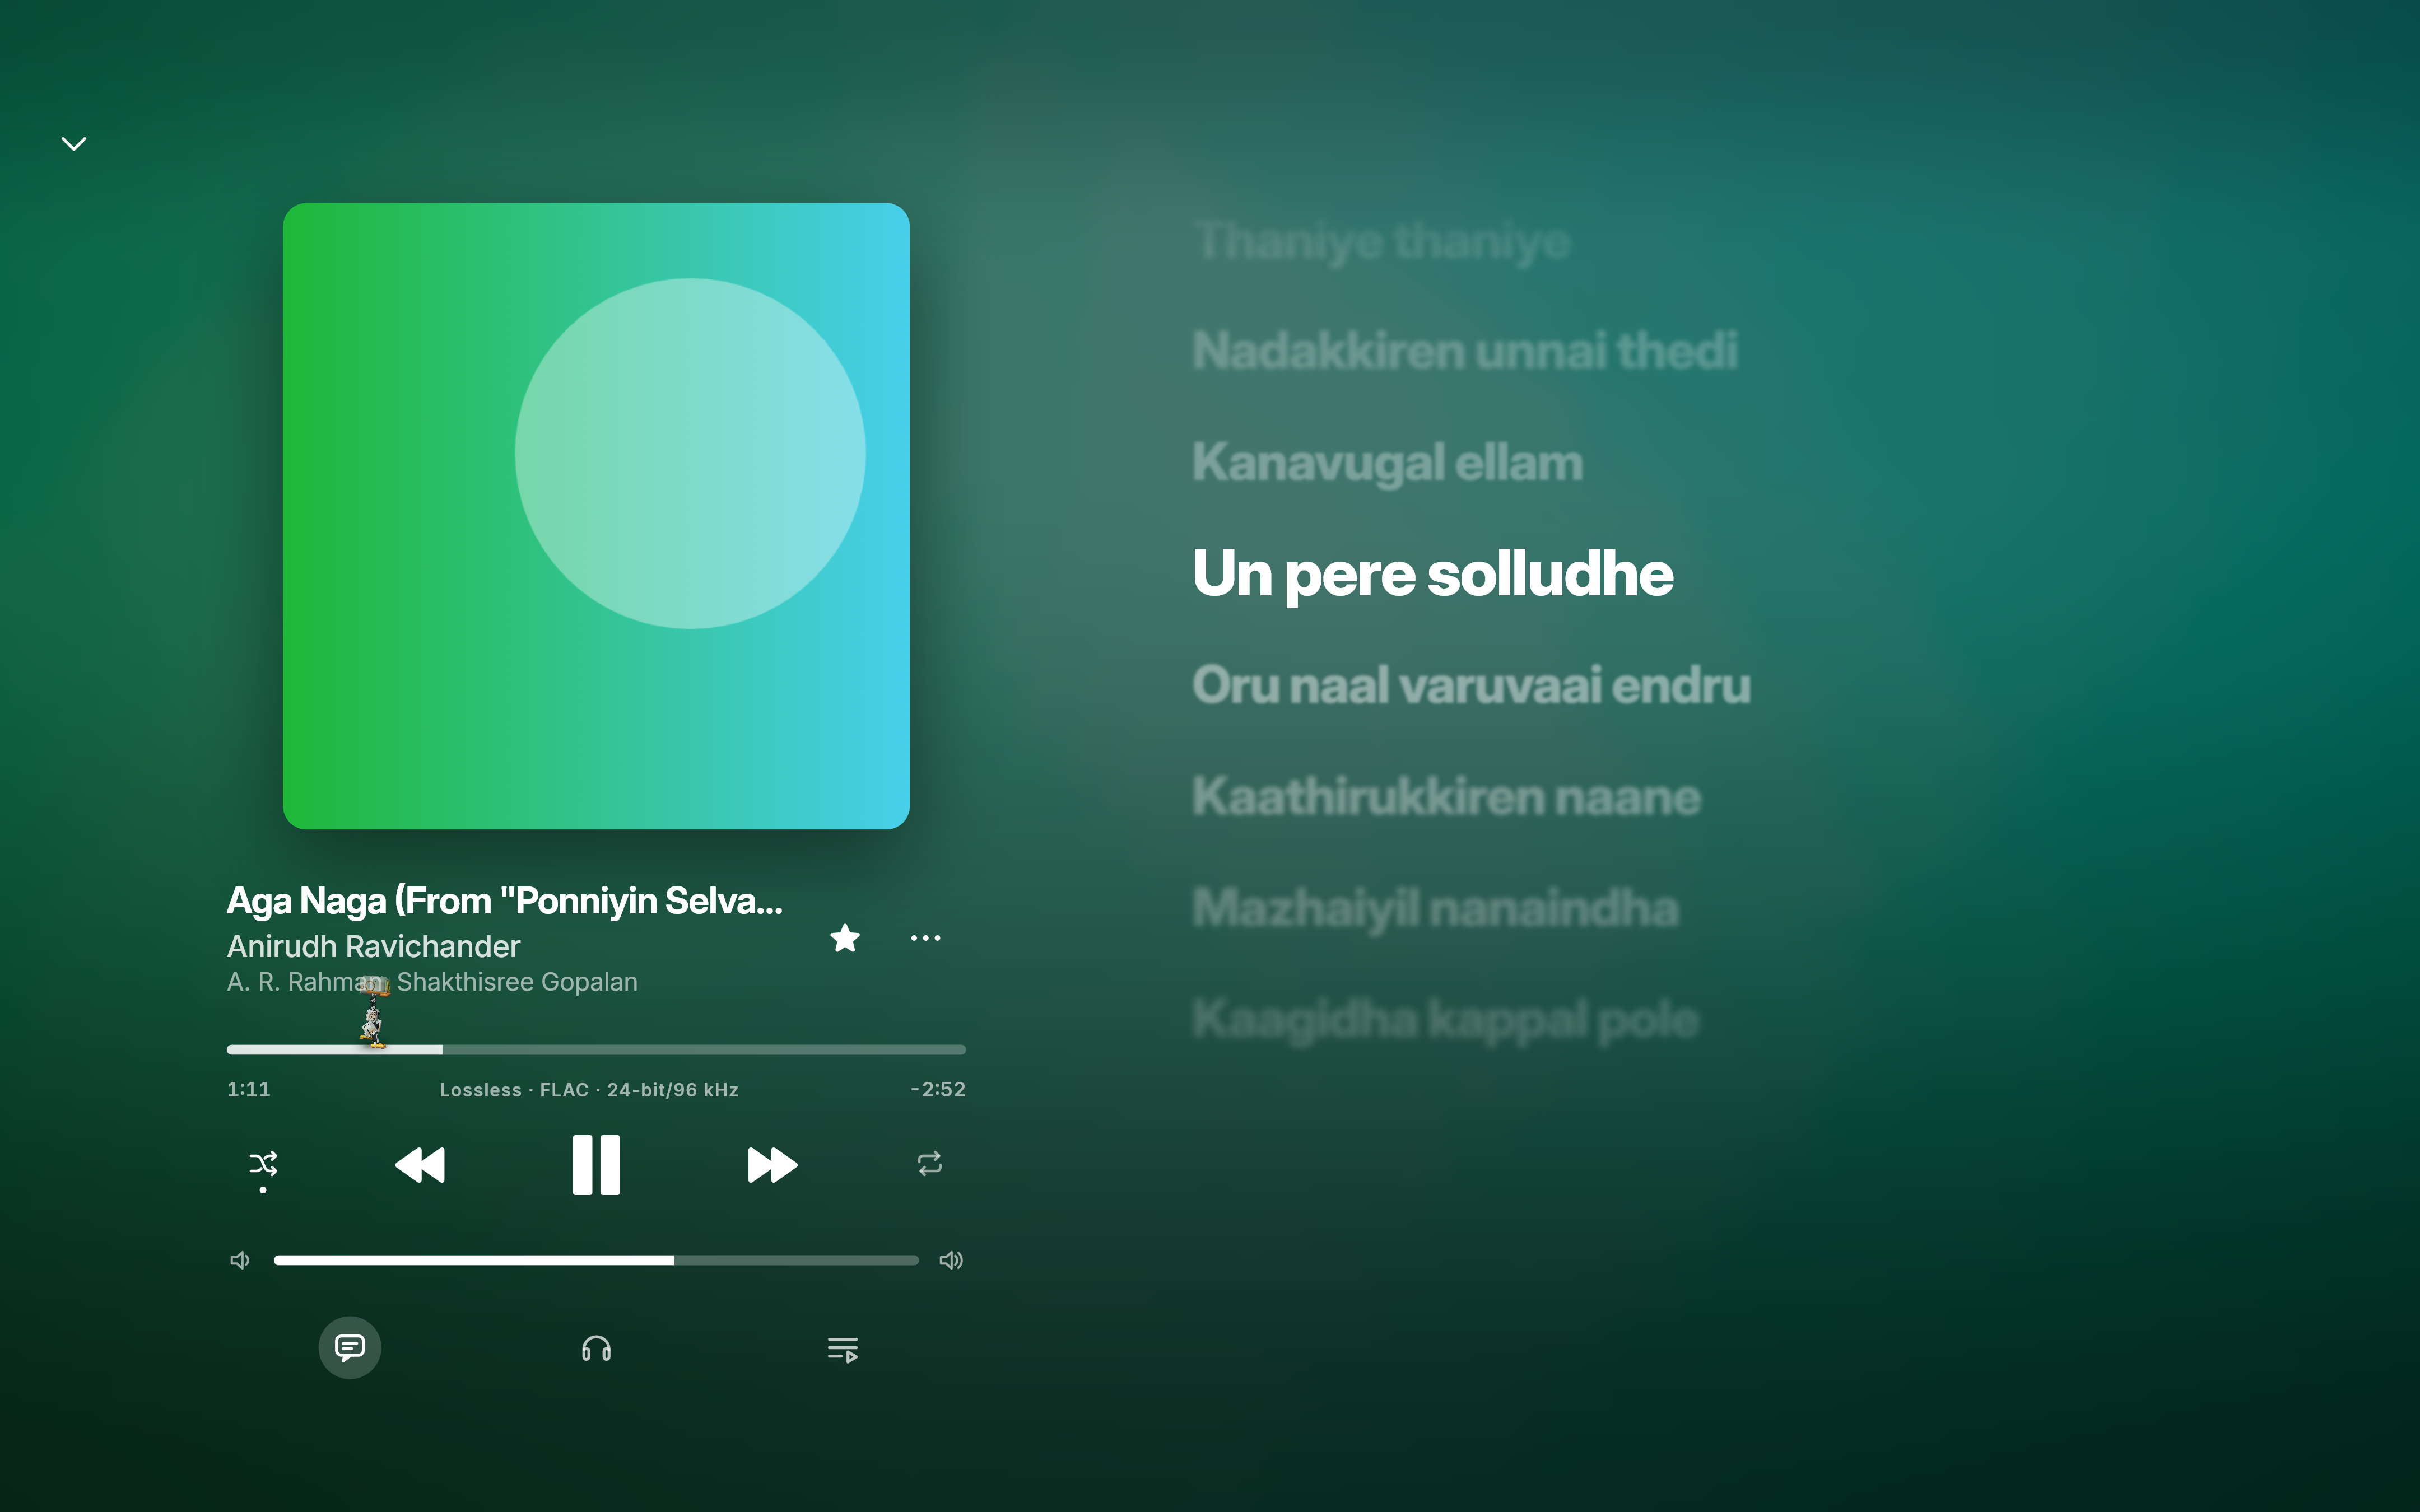 Aga Naga (From "Ponniyin Selva...
Anirudh Ravichander
A. R. Rahman Shakthisree Gopalan
1:11
Lossless · FLAC · 24-bit/96 kHz
-2:52
Thaniye thaniye
Nadakkiren unnai thedi
Kanavugal ellam
Un pere solludhe
Oru naal varuvaai endru
Kaathirukkiren naane
Mazhaiyil nanaindha
Kaagidha kappal pole